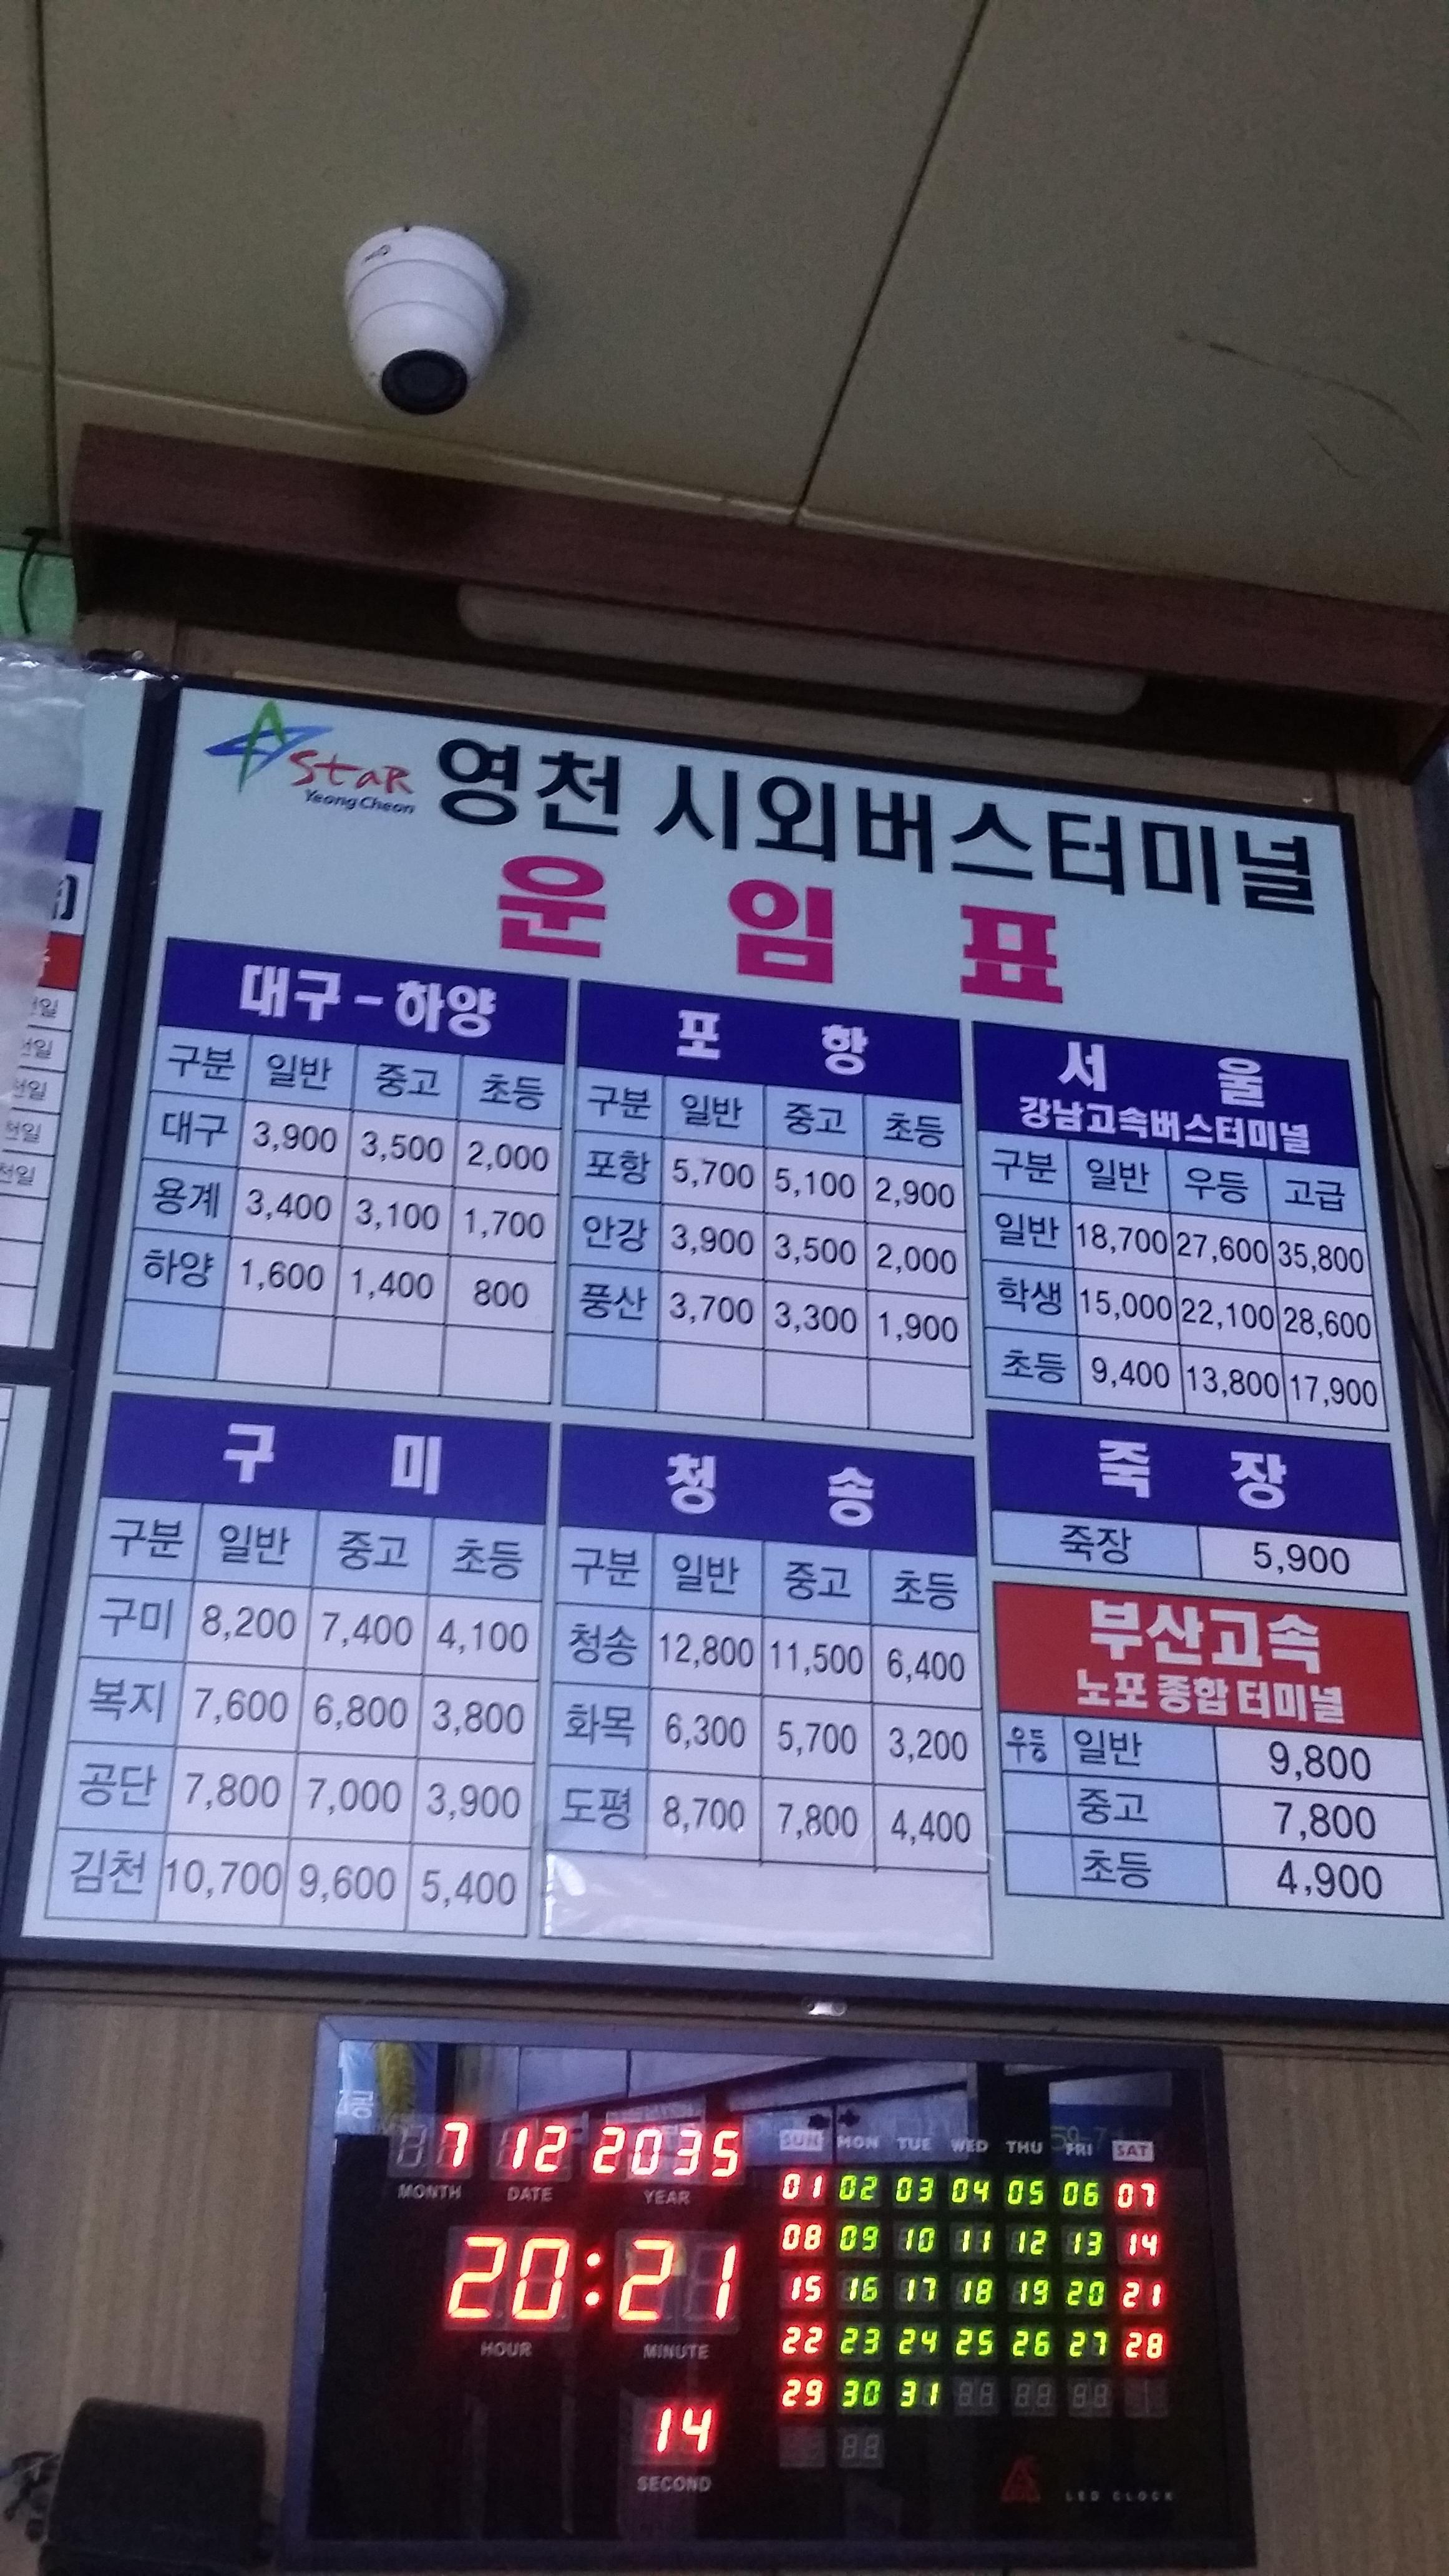 STaR
YeongCheon
영천 시외버스터미널
운 임 표
대구 - 하양
구분 일반 중고 초등
대구 3,900 3,500 2,000
용계 3,400 3,100 1,700
하양 1,600 1,400 800
포 항
구분 일반 중고 초등
포항 5,700 5,100 2,900
안강 3,900 3,500 2,000
풍산 3,700 3,300 1,900
서 울
강남고속버스터미널
구분 일반 우등 고급
일반 18,700 27,600 35,800
학생 15,000 22,100 28,600
초등 9,400 13,800 17,900
구 미
구분 일반 중고 초등
구미 8,200 7,400 4,100
복지 7,600 6,800 3,800
공단 7,800 7,000 3,900
김천 10,700 9,600 5,400
청 송
구분 일반 중고 초등
청송 12,800 11,500 6,400
화목 6,300 5,700 3,200
도평 8,700 7,800 4,400
죽 장
죽장 5,900
부산고속
노포 종합 터미널
우등 일반 9,800
중고 7,800
초등 4,900
7 12 2035
MONTH DATE YEAR
20:21
HOUR MINUTE
14
SECOND
SUN MON TUE WED THU FRI SAT
01 02 03 04 05 06 07
08 09 10 11 12 13 14
15 16 17 18 19 20 21
22 23 24 25 26 27 28
29 30 31
LED CLOCK